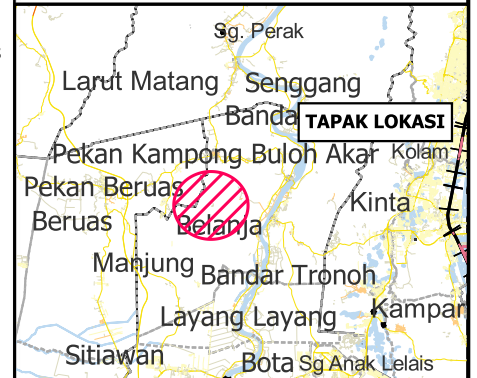 Sg. Perak
Larut Matang
Senggang
Banda
TAPAK LOKASI
Pekan Kampong Buloh Akar
Kolam
Pekan Beruas
Kinta
Beruas
Belanja
Manjung
Bandar Tronoh
Layang Layang
Kampar
Sitiawan
Bota
Sg Anak Lelais